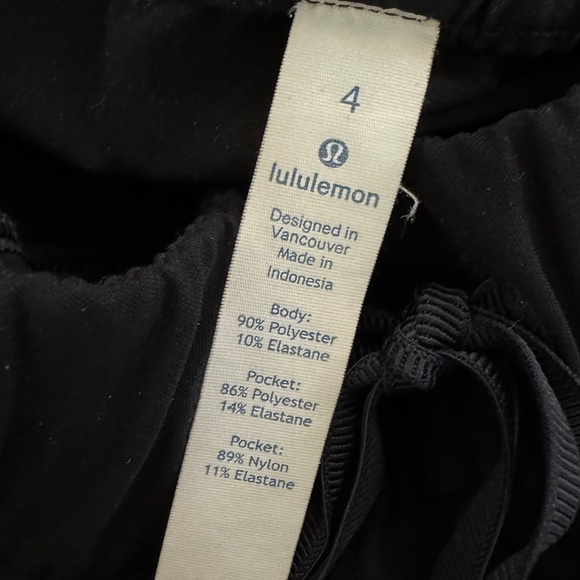 4
lululemon
Designed in
Vancouver
Made in
Indonesia
Body:
90% Polyester
10% Elastane
Pocket:
86% Polyester
14% Elastane
Pocket:
89% Nylon
11% Elastane